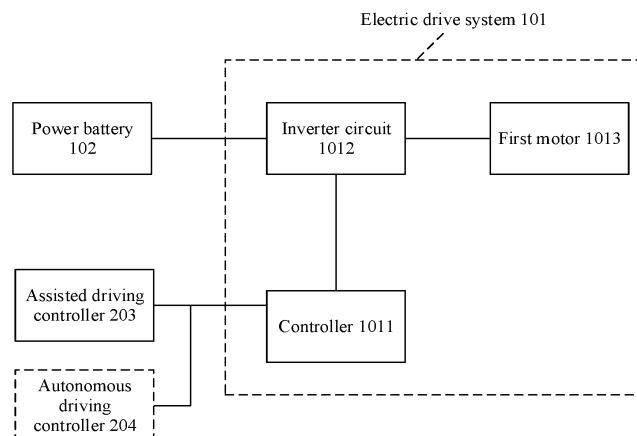 Electric drive system 101
Power battery
102
Inverter circuit
1012
First motor 1013
Assisted driving
controller 203
Controller 1011
Autonomous
driving
controller 204